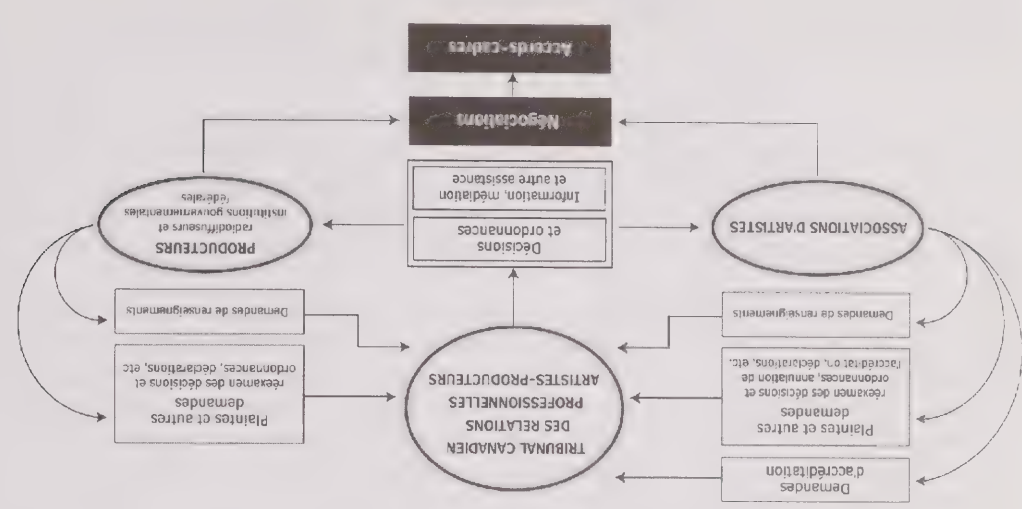 Demandes
d'accréditation
Plaintes et autres
demandes
réexamen des décisions et
ordonnances, annulation de
l'accréditation, déclarations, etc.
Demandes de renseignements
TRIBUNAL CANADIEN
DES RELATIONS
PROFESSIONNELLES
ARTISTES-PRODUCTEURS
Plaintes et autres
demandes
réexamen des décisions et
ordonnances, déclarations, etc
Demandes de renseignements
ASSOCIATIONS D'ARTISTES
Décisions
et ordonnances
Information, médiation
et autre assistance
PRODUCTEURS
radiodiffuseurs et
institutions gouvernementales
fédérales
Négociations
Accords-cadres